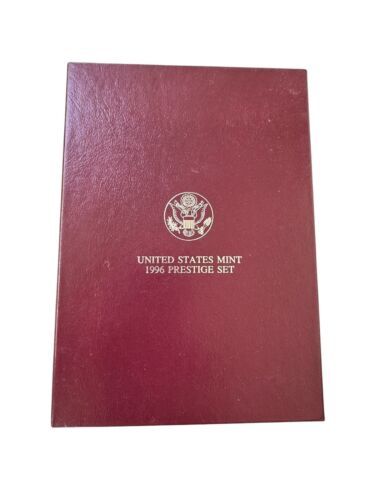 UNITED STATES MINT
1996 PRESTIGE SET